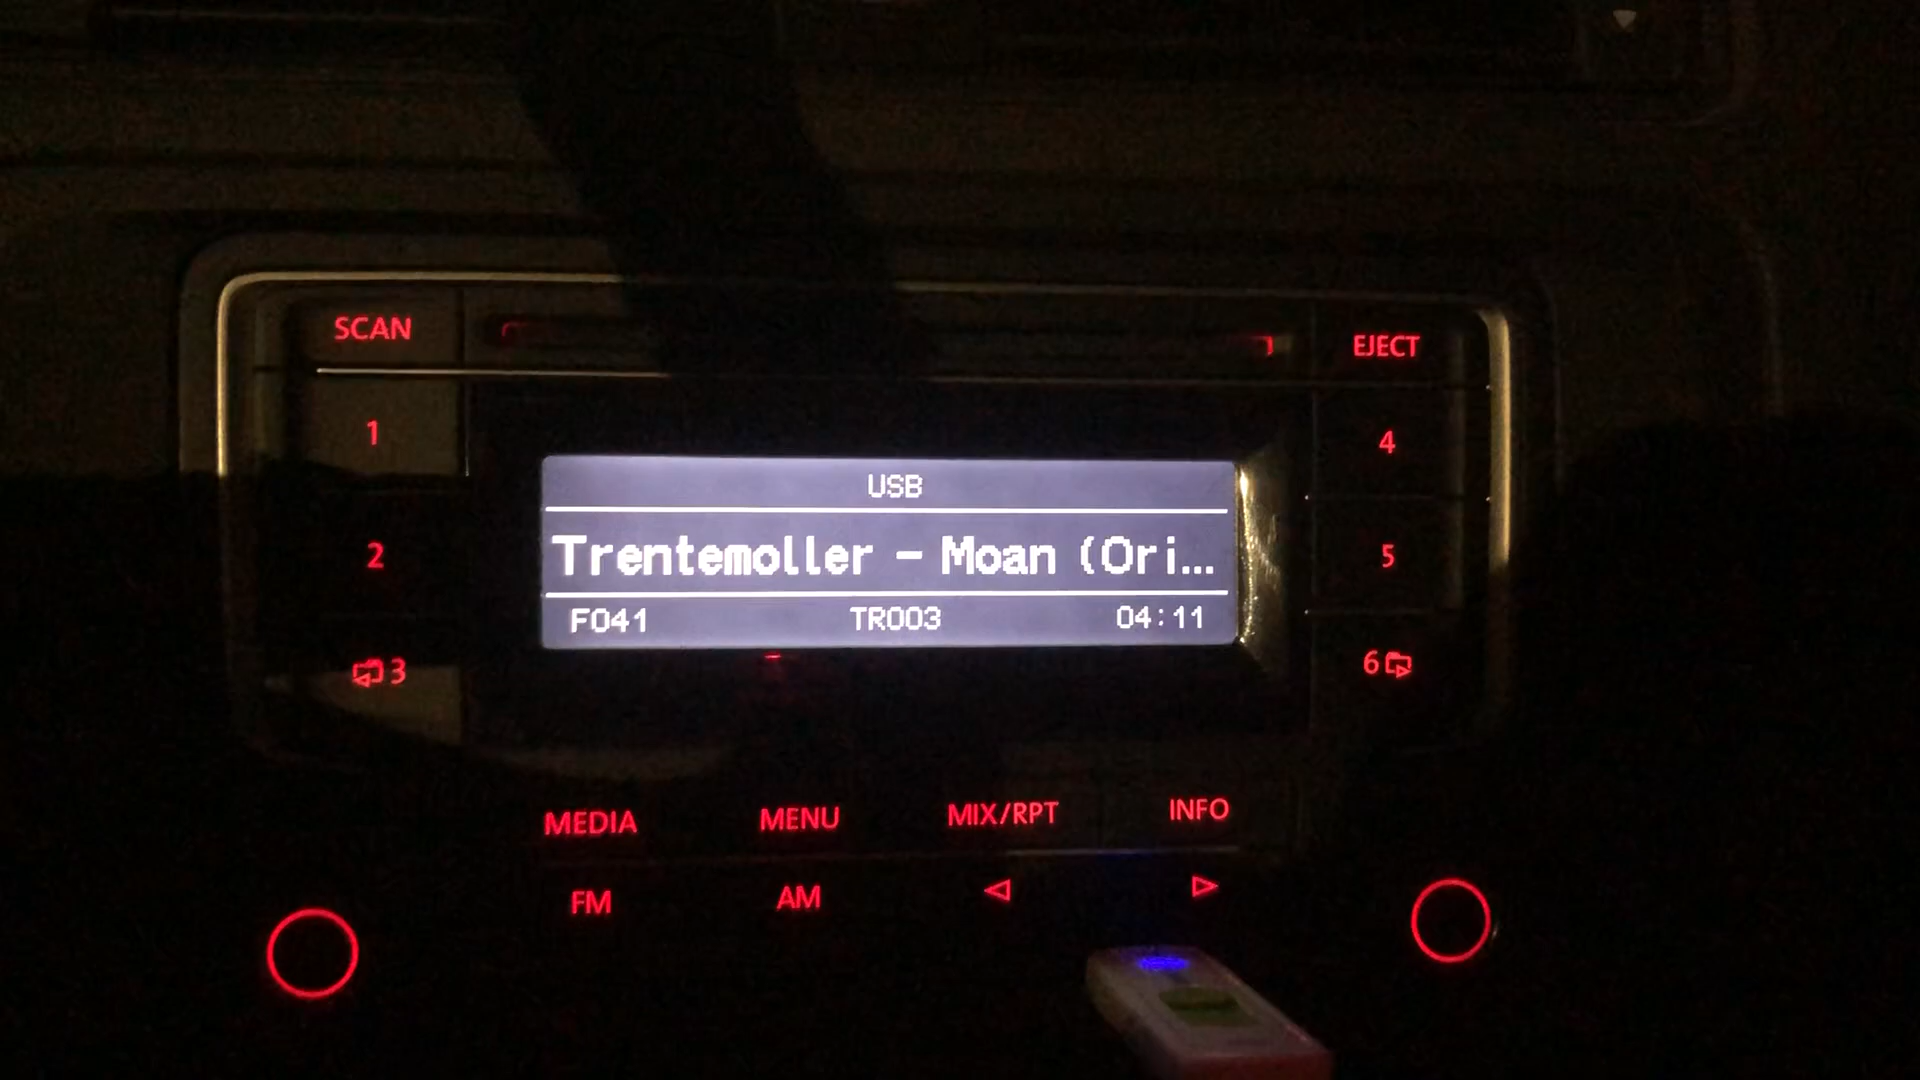 SCAN
EJECT
1
4
USB
2
Trentemoller - Moan (Ori...
5
F041 TR003 04:11
3
6
MEDIA MENU MIX/RPT INFO
FM AM